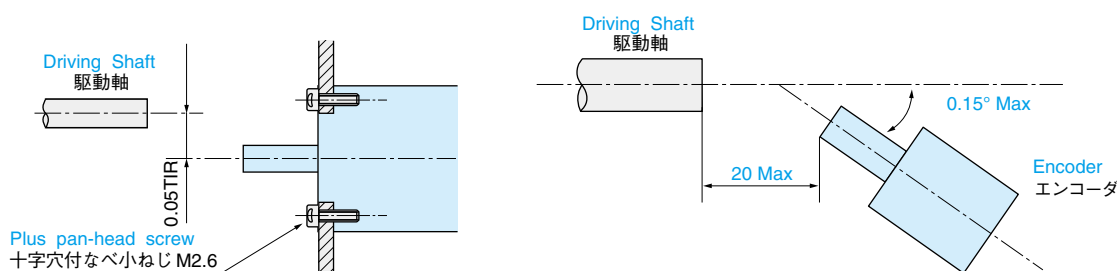 Driving Shaft
駆動軸
0.05TIR
Plus pan-head screw
十字穴付なべ小ねじ M2.6
Driving Shaft
駆動軸
0.15° Max
20 Max
Encoder
エンコーダ